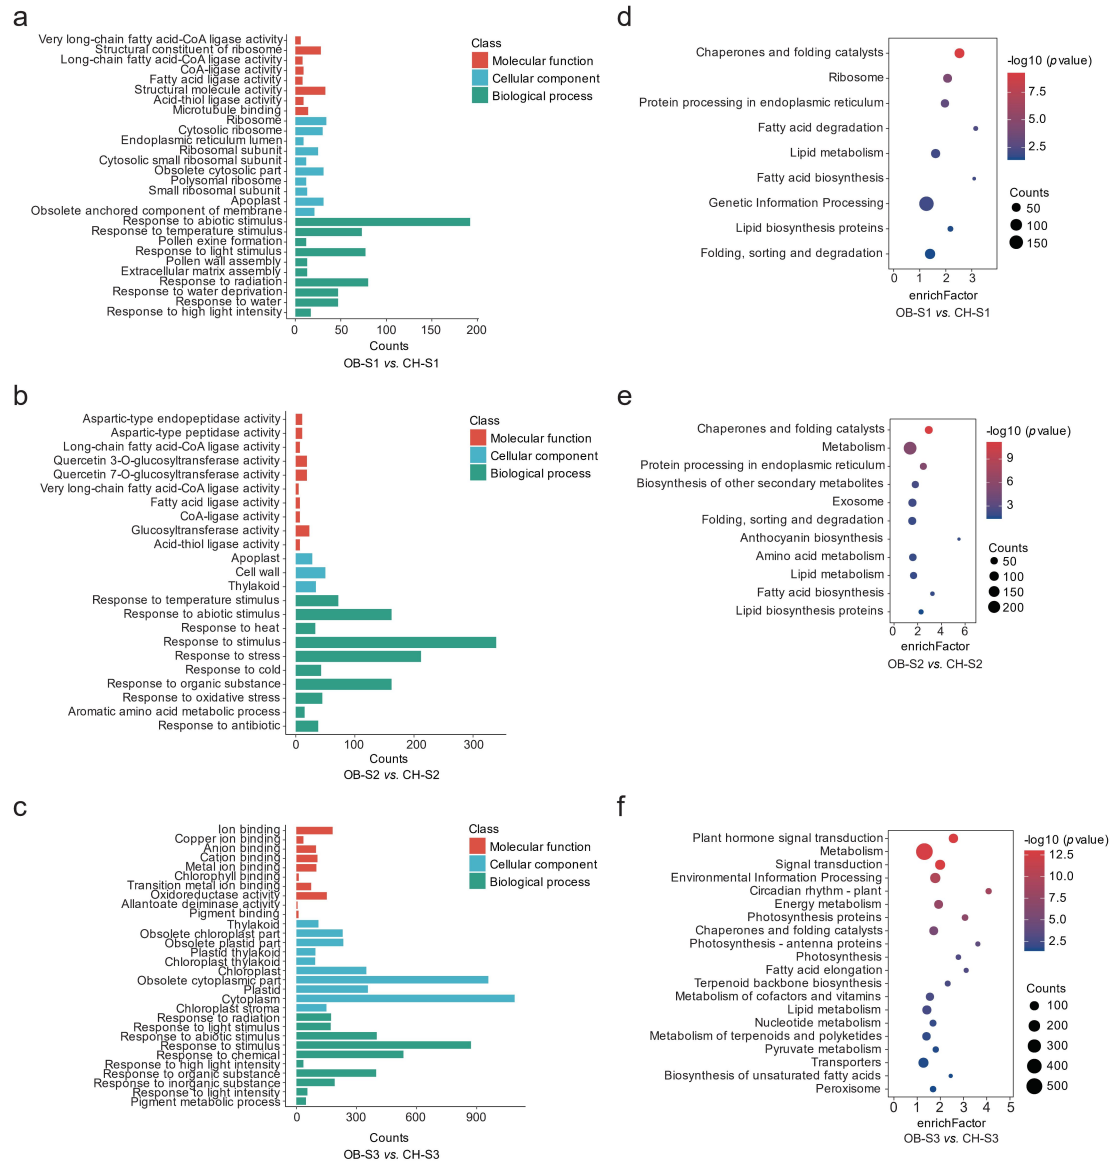 a
Very long-chain fatty acid-CoA ligase activity
Structural constituent of ribosome
Long-chain fatty acid-CoA ligase activity
CoA-ligase activity
Fatty acid ligase activity
Structural molecule activity
Acid-thiol ligase activity
Microtubule binding
Ribosome
Cytosolic ribosome
Endoplasmic reticulum lumen
Ribosomal subunit
Cytosolic small ribosomal subunit
Obsolete cytosolic part
Polysomal ribosome
Small ribosomal subunit
Apoplast
Obsolete anchored component of membrane
Response to abiotic stimulus
Response to temperature stimulus
Pollen exine formation
Response to light stimulus
Pollen wall assembly
Extracellular matrix assembly
Response to radiation
Response to water deprivation
Response to water
Response to high light intensity
0 50 100 150 200
Counts
OB-S1 vs. CH-S1
Class
Molecular function
Cellular component
Biological process
d
Chaperones and folding catalysts
Ribosome
Protein processing in endoplasmic reticulum
Fatty acid degradation
Lipid metabolism
Fatty acid biosynthesis
Genetic Information Processing
Lipid biosynthesis proteins
Folding, sorting and degradation
0 1 2 3
enrichFactor
OB-S1 vs. CH-S1
-log10 (pvalue)
7.5
5.0
2.5
Counts
50
100
150
b
Aspartic-type endopeptidase activity
Aspartic-type peptidase activity
Long-chain fatty acid-CoA ligase activity
Quercetin 3-O-glucosyltransferase activity
Quercetin 7-O-glucosyltransferase activity
Very long-chain fatty acid-CoA ligase activity
Fatty acid ligase activity
CoA-ligase activity
Glucosyltransferase activity
Acid-thiol ligase activity
Apoplast
Cell wall
Thylakoid
Response to temperature stimulus
Response to abiotic stimulus
Response to heat
Response to stimulus
Response to stress
Response to cold
Response to organic substance
Response to oxidative stress
Aromatic amino acid metabolic process
Response to antibiotic
0 100 200 300
Counts
OB-S2 vs. CH-S2
Class
Molecular function
Cellular component
Biological process
e
Chaperones and folding catalysts
Metabolism
Protein processing in endoplasmic reticulum
Biosynthesis of other secondary metabolites
Exosome
Folding, sorting and degradation
Anthocyanin biosynthesis
Amino acid metabolism
Lipid metabolism
Fatty acid biosynthesis
Lipid biosynthesis proteins
0 2 4 6
enrichFactor
OB-S2 vs. CH-S2
-log10 (pvalue)
9
6
3
Counts
50
100
150
200
c
Ion binding
Copper ion binding
Anion binding
Cation binding
Metal ion binding
Chlorophyll binding
Transition metal ion binding
Oxidoreductase activity
Allantoate deiminase activity
Pigment binding
Thylakoid
Obsolete chloroplast part
Obsolete plastid part
Plastid thylakoid
Chloroplast thylakoid
Chloroplast
Obsolete cytoplasmic part
Plastid
Cytoplasm
Chloroplast stroma
Response to radiation
Response to light stimulus
Response to abiotic stimulus
Response to stimulus
Response to chemical
Response to high light intensity
Response to organic substance
Response to inorganic substance
Response to light intensity
Pigment metabolic process
0 300 600 900
Counts
OB-S3 vs. CH-S3
Class
Molecular function
Cellular component
Biological process
f
Plant hormone signal transduction
Metabolism
Signal transduction
Environmental Information Processing
Circadian rhythm - plant
Energy metabolism
Photosynthesis proteins
Chaperones and folding catalysts
Photosynthesis - antenna proteins
Photosynthesis
Fatty acid elongation
Terpenoid backbone biosynthesis
Metabolism of cofactors and vitamins
Lipid metabolism
Nucleotide metabolism
Metabolism of terpenoids and polyketides
Pyruvate metabolism
Transporters
Biosynthesis of unsaturated fatty acids
Peroxisome
0 1 2 3 4 5
enrichFactor
OB-S3 vs. CH-S3
-log10 (pvalue)
12.5
10.0
7.5
5.0
2.5
Counts
100
200
300
400
500